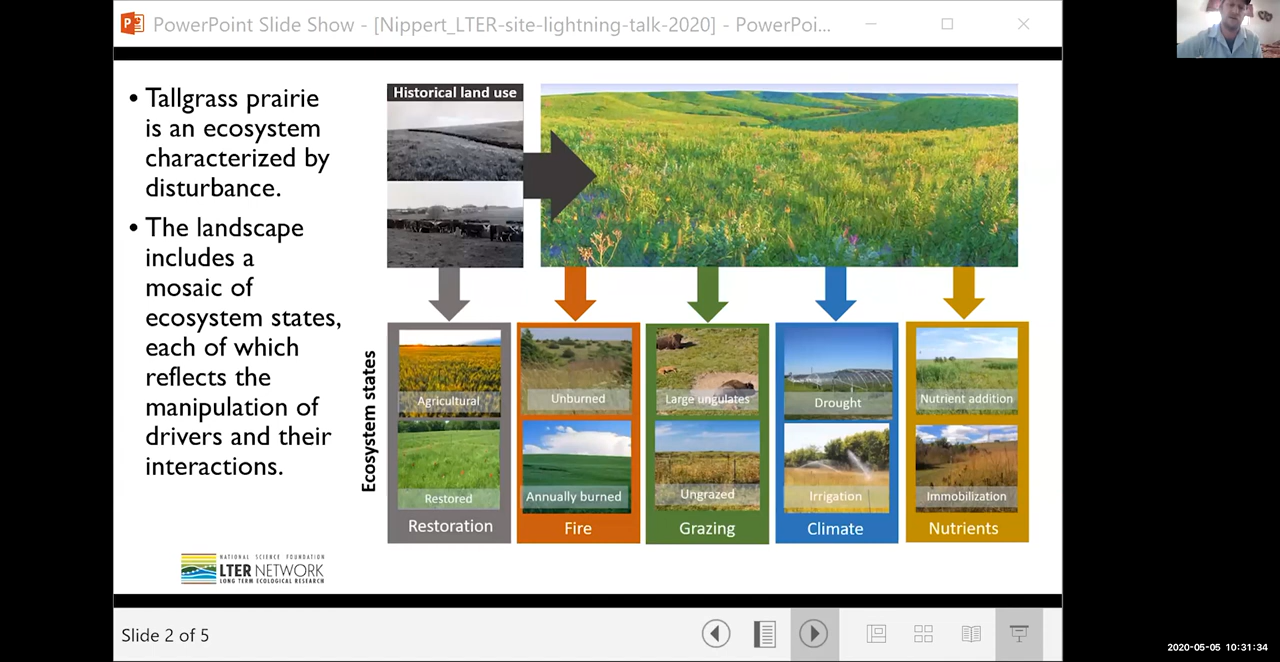 PowerPoint Slide Show - [Nippert_LTER-site-lightning-talk-2020] - PowerPoi...
• Tallgrass prairie
is an ecosystem
characterized by
disturbance.
• The landscape
includes a
mosaic of
ecosystem states,
each of which
reflects the
manipulation of
drivers and their
interactions.
Historical land use
Ecosystem states
Agricultural
Restored
Restoration
Unburned
Annually burned
Fire
Large ungulates
Ungrazed
Grazing
Drought
Irrigation
Climate
Nutrient addition
Immobilization
Nutrients
NATIONAL SCIENCE FOUNDATION
LTER NETWORK
LONG TERM ECOLOGICAL RESEARCH
Slide 2 of 5
2020-05-05 10:31:34